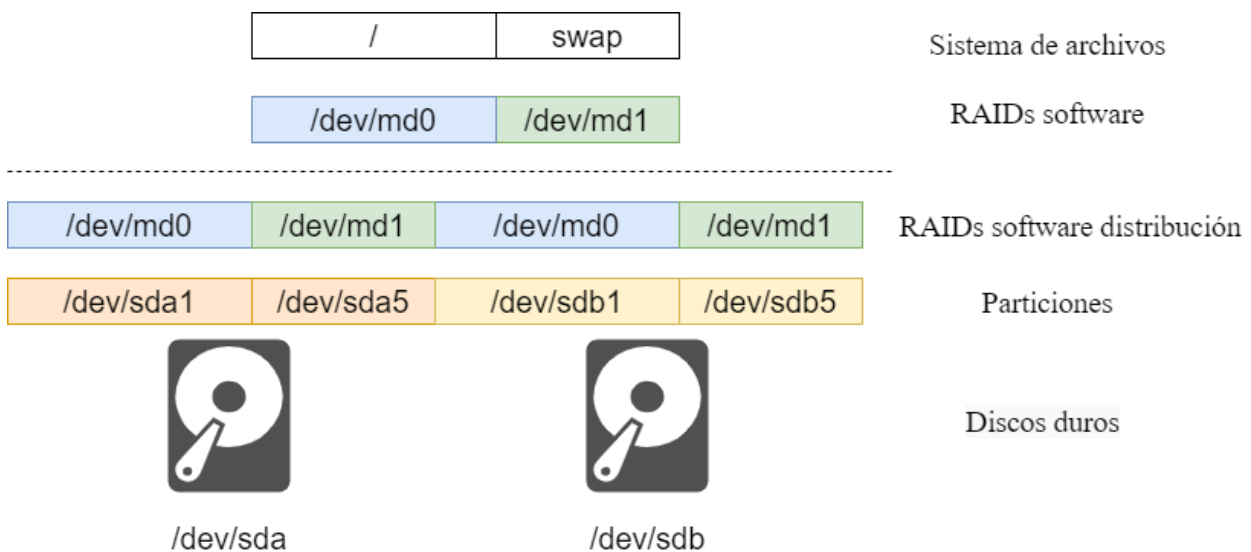 / swap Sistema de archivos
/dev/md0 /dev/md1 RAIDs software
/dev/md0 /dev/md1 /dev/md0 /dev/md1 RAIDs software distribución
/dev/sda1 /dev/sda5 /dev/sdb1 /dev/sdb5 Particiones
Discos duros
/dev/sda /dev/sdb